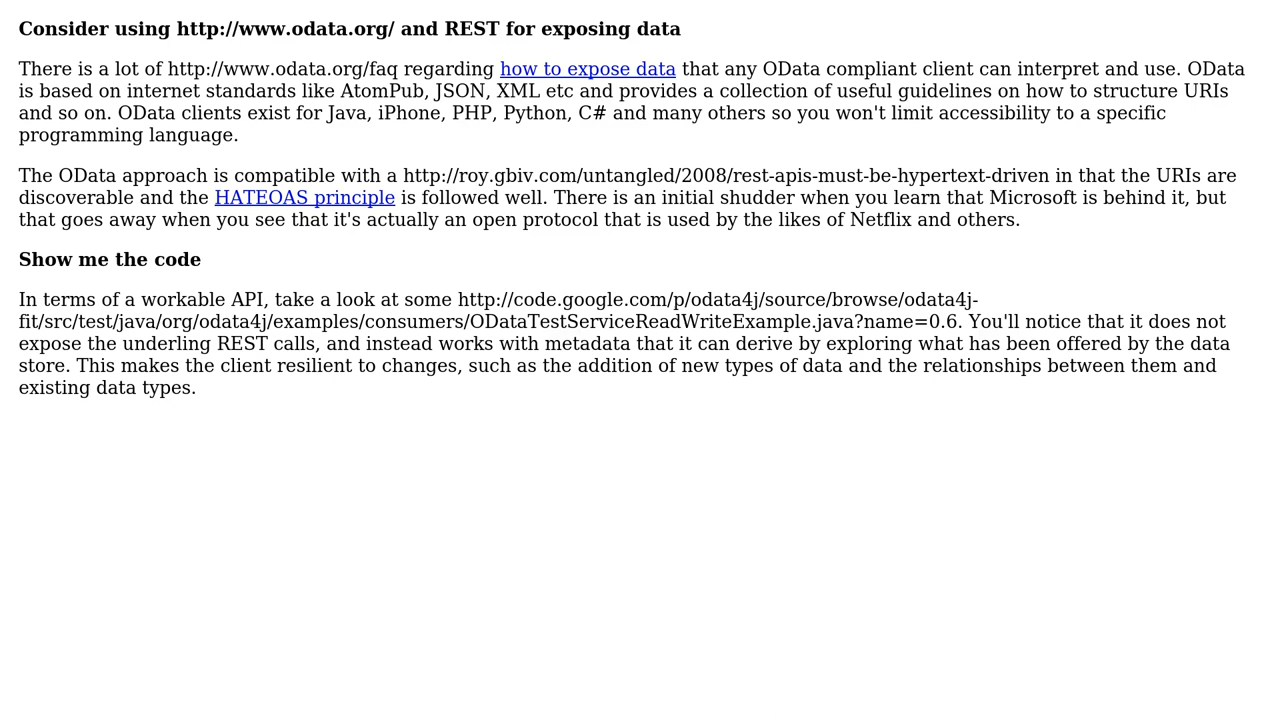 Consider using http://www.odata.org/ and REST for exposing data
There is a lot of http://www.odata.org/faq regarding how to expose data that any OData compliant client can interpret and use. OData
is based on internet standards like AtomPub, JSON, XML etc and provides a collection of useful guidelines on how to structure URIs
and so on. OData clients exist for Java, iPhone, PHP, Python, C# and many others so you won't limit accessibility to a specific
programming language.
The OData approach is compatible with a http://roy.gbiv.com/untangled/2008/rest-apis-must-be-hypertext-driven in that the URIs are
discoverable and the HATEOAS principle is followed well. There is an initial shudder when you learn that Microsoft is behind it, but
that goes away when you see that it's actually an open protocol that is used by the likes of Netflix and others.
Show me the code
In terms of a workable API, take a look at some http://code.google.com/p/odata4j/source/browse/odata4j-
fit/src/test/java/org/odata4j/examples/consumers/ODataTestServiceReadWriteExample.java?name=0.6. You'll notice that it does not
expose the underling REST calls, and instead works with metadata that it can derive by exploring what has been offered by the data
store. This makes the client resilient to changes, such as the addition of new types of data and the relationships between them and
existing data types.